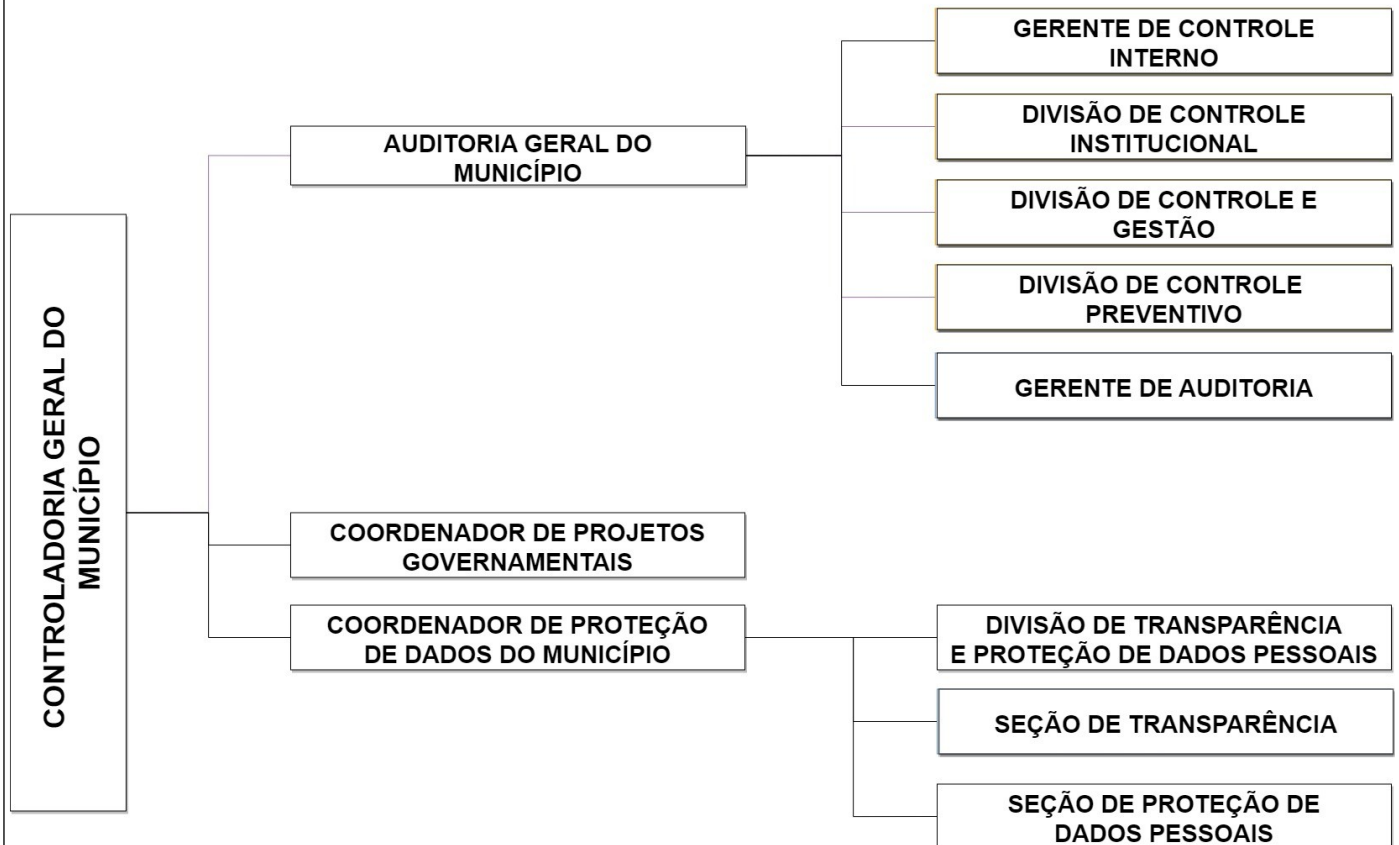 CONTROLADORIA GERAL DO
MUNICÍPIO
AUDITORIA GERAL DO
MUNICÍPIO
GERENTE DE CONTROLE
INTERNO
DIVISÃO DE CONTROLE
INSTITUCIONAL
DIVISÃO DE CONTROLE E
GESTÃO
DIVISÃO DE CONTROLE
PREVENTIVO
GERENTE DE AUDITORIA
COORDENADOR DE PROJETOS
GOVERNAMENTAIS
COORDENADOR DE PROTEÇÃO
DE DADOS DO MUNICÍPIO
DIVISÃO DE TRANSPARÊNCIA
E PROTEÇÃO DE DADOS PESSOAIS
SEÇÃO DE TRANSPARÊNCIA
SEÇÃO DE PROTEÇÃO DE
DADOS PESSOAIS